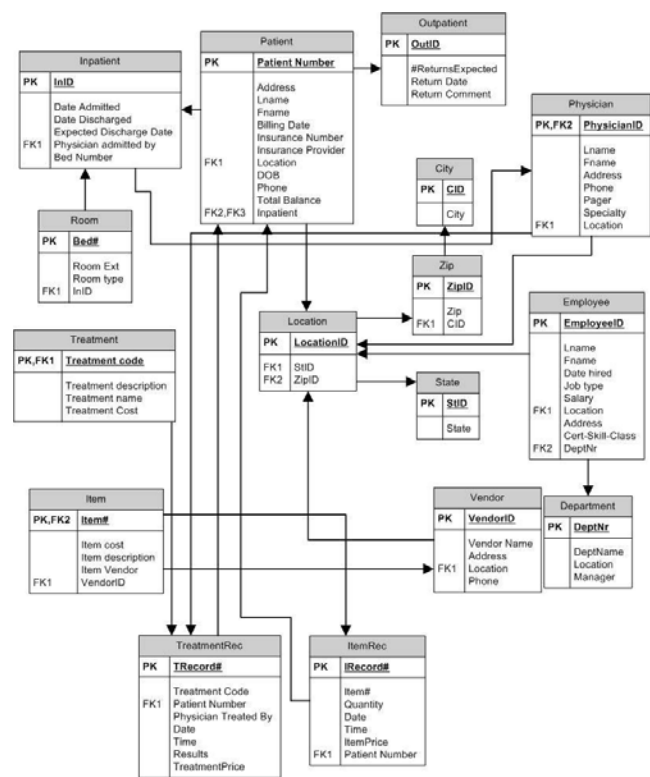 Patient
PK Patient Number
Address
Lname
Fname
Billing Date
Insurance Number
Insurance Provider
FK1 Location
DOB
Phone
Total Balance
FK2,FK3 Inpatient
Outpatient
PK OutID
#ReturnsExpected
Return Date
Return Comment
Inpatient
PK InID
Date Admitted
Date Discharged
Expected Discharge Date
FK1 Physician admitted by
Bed Number
Physician
PK,FK2 PhysicianID
Lname
Fname
Address
Phone
Pager
Specialty
FK1 Location
City
PK CID
City
Room
PK Bed#
Room Ext
Room type
FK1 InID
Zip
PK ZipID
Zip
FK1 CID
Location
PK LocationID
FK1 StID
FK2 ZipID
Employee
PK EmployeeID
Lname
Fname
Date hired
Job type
Salary
FK1 Location
Address
Cert-Skill-Class
FK2 DeptNr
Treatment
PK,FK1 Treatment code
Treatment description
Treatment name
Treatment Cost
State
PK StID
State
Item
PK,FK2 Item#
Item cost
Item description
Item Vendor
FK1 VendorID
Vendor
PK VendorID
Vendor Name
Address
FK1 Location
Phone
Department
PK DeptNr
DeptName
Location
Manager
TreatmentRec
PK TRecord#
Treatment Code
FK1 Patient Number
Physician Treated By
Date
Time
Results
TreatmentPrice
ItemRec
PK IRecord#
Item#
Quantity
Date
Time
ItemPrice
FK1 Patient Number